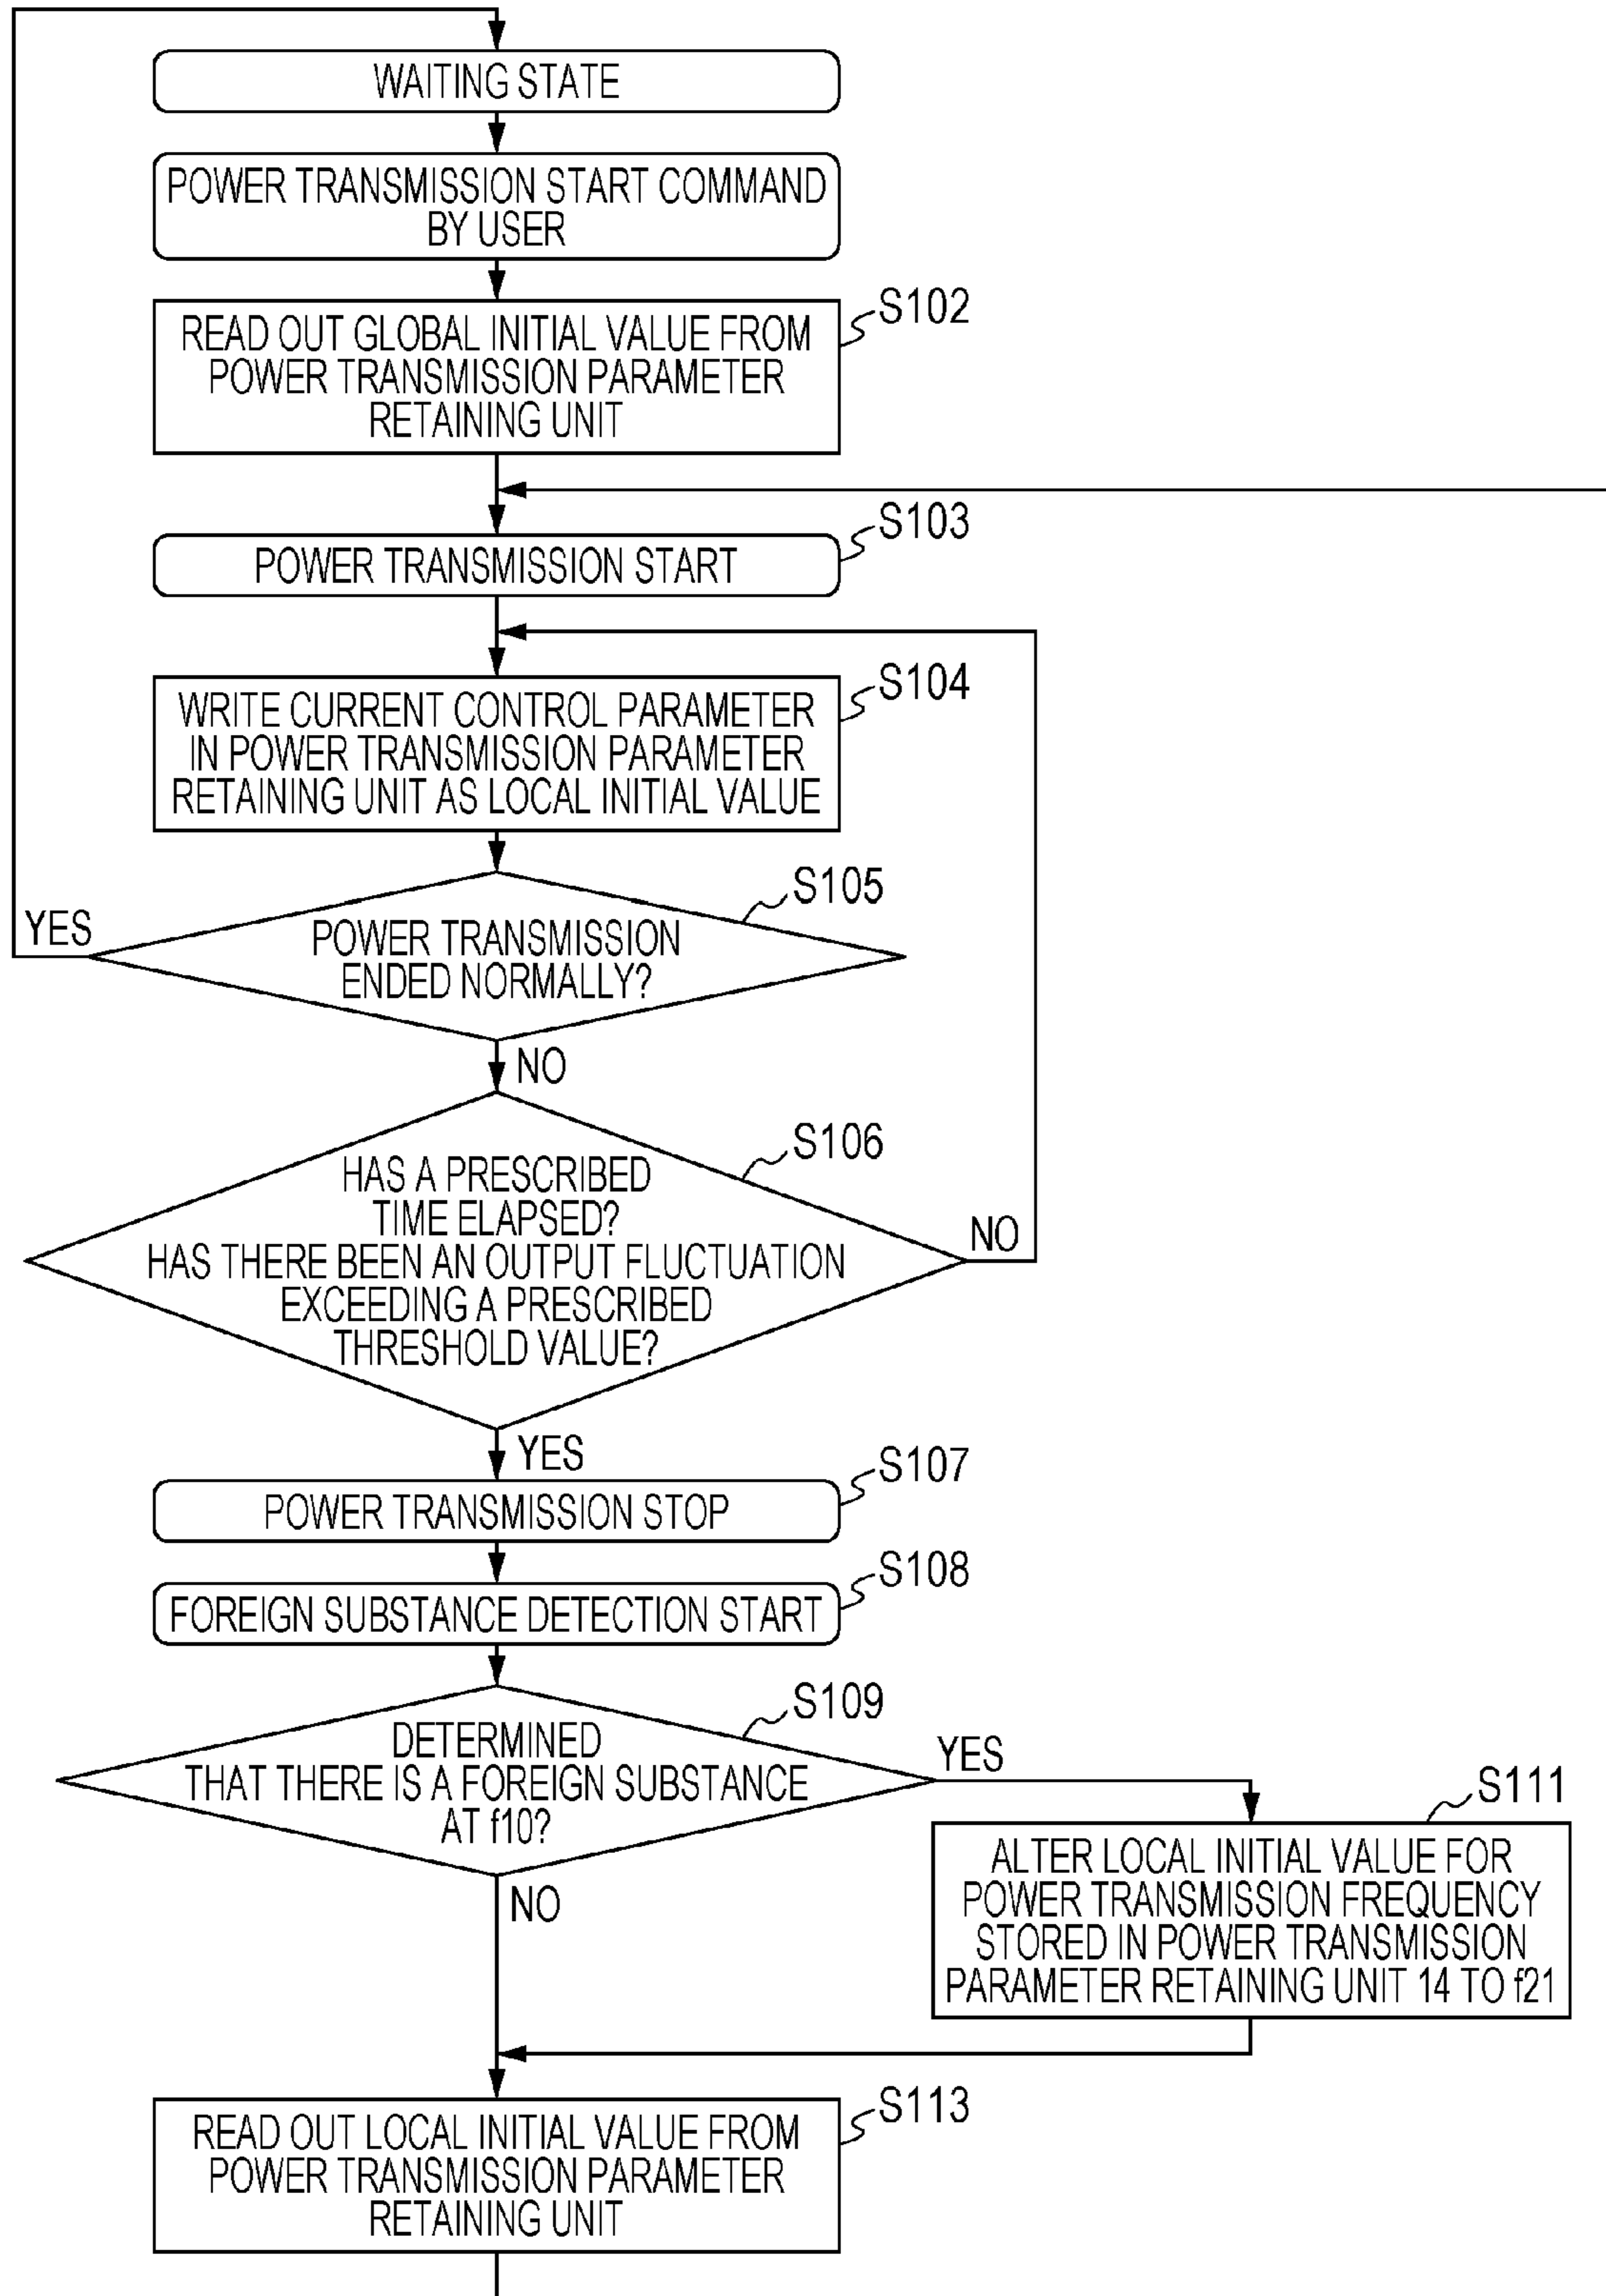 WAITING STATE
POWER TRANSMISSION START COMMAND
BY USER
S102
READ OUT GLOBAL INITIAL VALUE FROM
POWER TRANSMISSION PARAMETER
RETAINING UNIT
S103
POWER TRANSMISSION START
S104
WRITE CURRENT CONTROL PARAMETER
IN POWER TRANSMISSION PARAMETER
RETAINING UNIT AS LOCAL INITIAL VALUE
S105
YES
POWER TRANSMISSION
ENDED NORMALLY?
NO
S106
HAS A PRESCRIBED
TIME ELAPSED?
HAS THERE BEEN AN OUTPUT FLUCTUATION
EXCEEDING A PRESCRIBED
THRESHOLD VALUE?
NO
YES
S107
POWER TRANSMISSION STOP
S108
FOREIGN SUBSTANCE DETECTION START
S109
DETERMINED
THAT THERE IS A FOREIGN SUBSTANCE
AT f10?
YES
NO
S111
ALTER LOCAL INITIAL VALUE FOR
POWER TRANSMISSION FREQUENCY
STORED IN POWER TRANSMISSION
PARAMETER RETAINING UNIT 14 TO f21
S113
READ OUT LOCAL INITIAL VALUE FROM
POWER TRANSMISSION PARAMETER
RETAINING UNIT